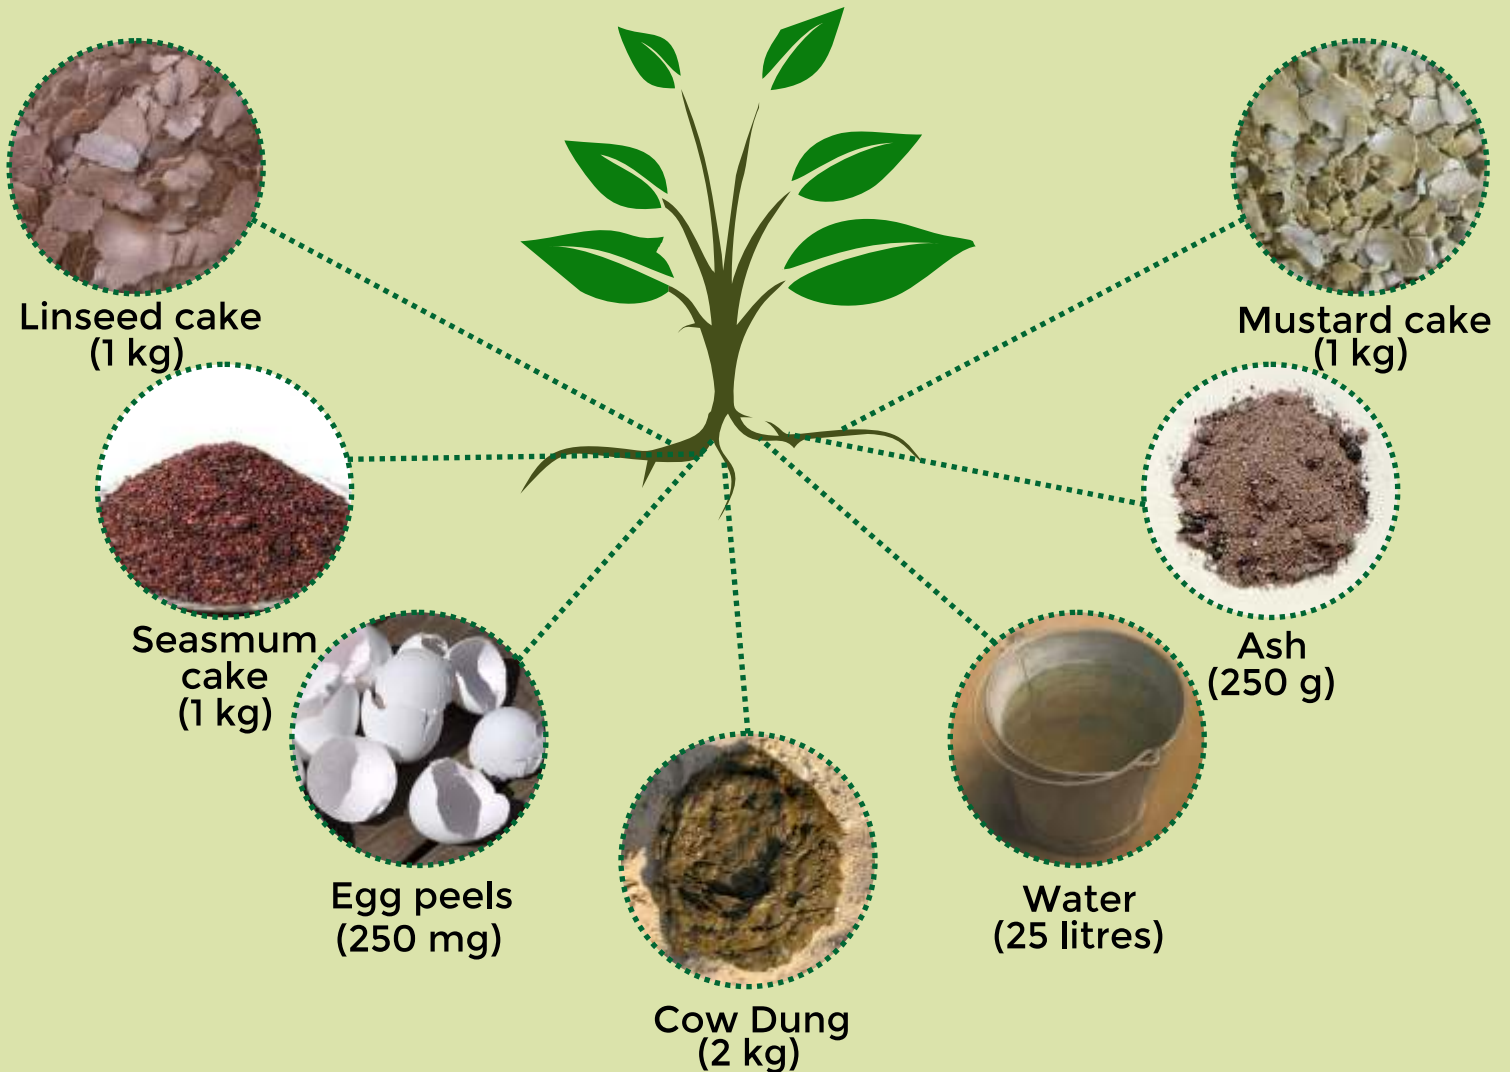 Linseed cake
(1 kg)
Mustard cake
(1 kg)
Seasmum
cake
(1 kg)
Ash
(250 g)
Egg peels
(250 mg)
Water
(25 litres)
Cow Dung
(2 kg)